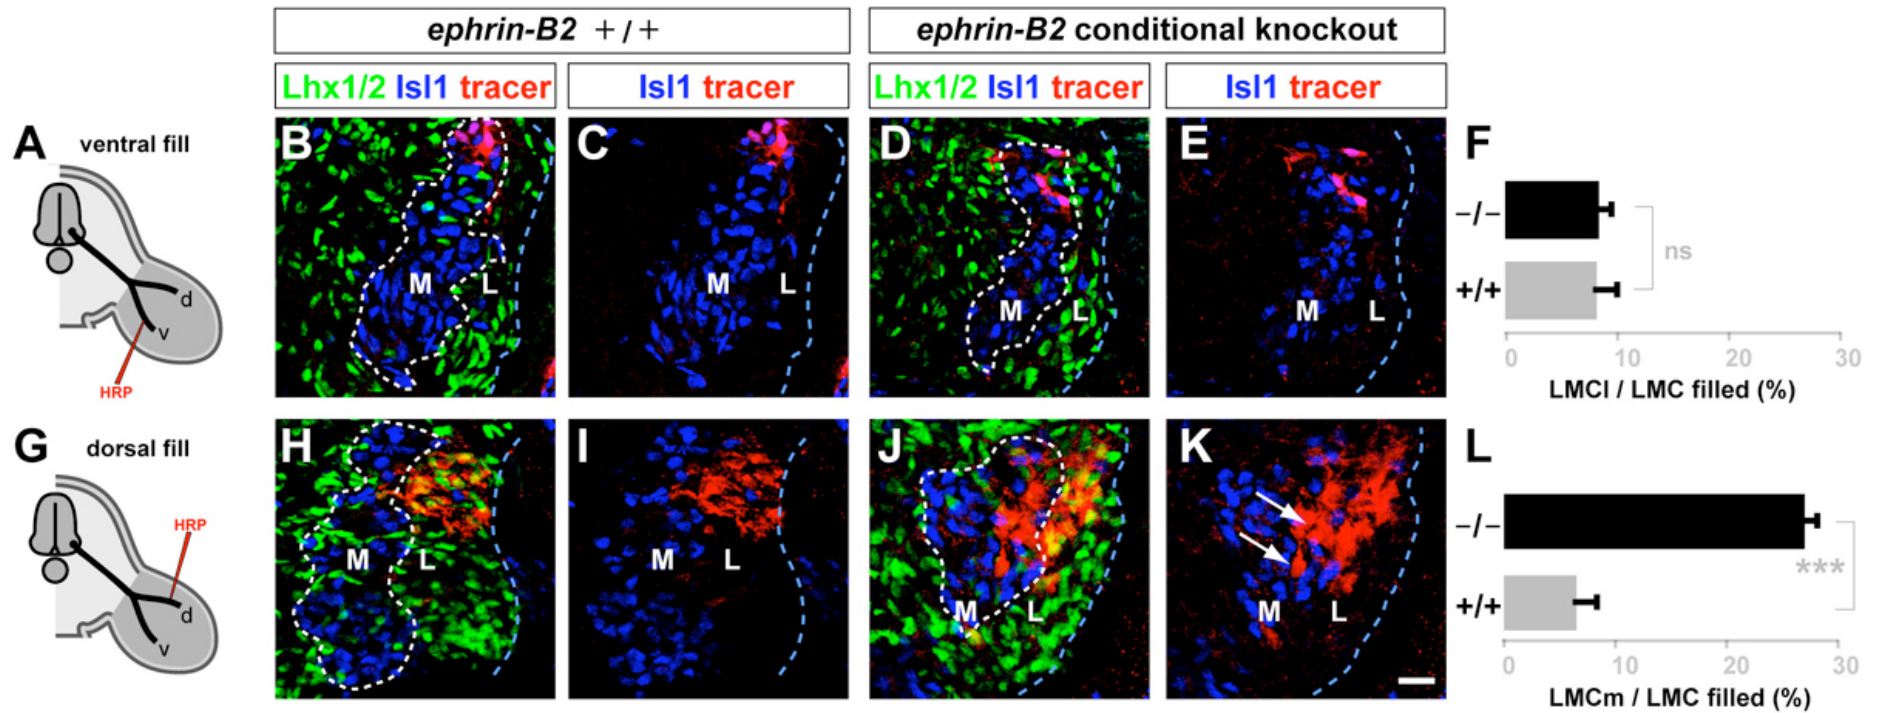 ephrin-B2 +/+
ephrin-B2 conditional knockout
Lhx1/2 Isl1 tracer
Isl1 tracer
Lhx1/2 Isl1 tracer
Isl1 tracer
A
ventral fill
d
v
HRP
B
M
L
C
M
L
D
M
L
E
M
L
F
−/−
+/+
ns
0 10 20 30
LMCl / LMC filled (%)
G
dorsal fill
HRP
d
v
H
M
L
I
M
L
J
M
L
K
M
L
L
−/−
+/+
***
0 10 20 30
LMCm / LMC filled (%)